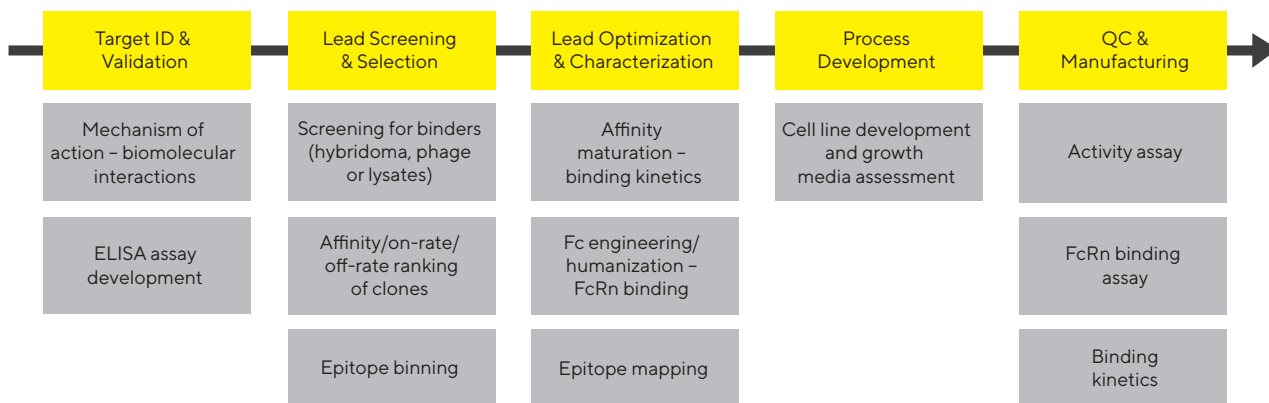 Target ID &
Validation
Lead Screening
& Selection
Lead Optimization
& Characterization
Process
Development
QC &
Manufacturing
Mechanism of
action – biomolecular
interactions
Screening for binders
(hybridoma, phage
or lysates)
Affinity
maturation –
binding kinetics
Cell line development
and growth
media assessment
Activity assay
ELISA assay
development
Affinity/on-rate/
off-rate ranking
of clones
Fc engineering/
humanization –
FcRn binding
FcRn binding
assay
Epitope binning
Epitope mapping
Binding
kinetics